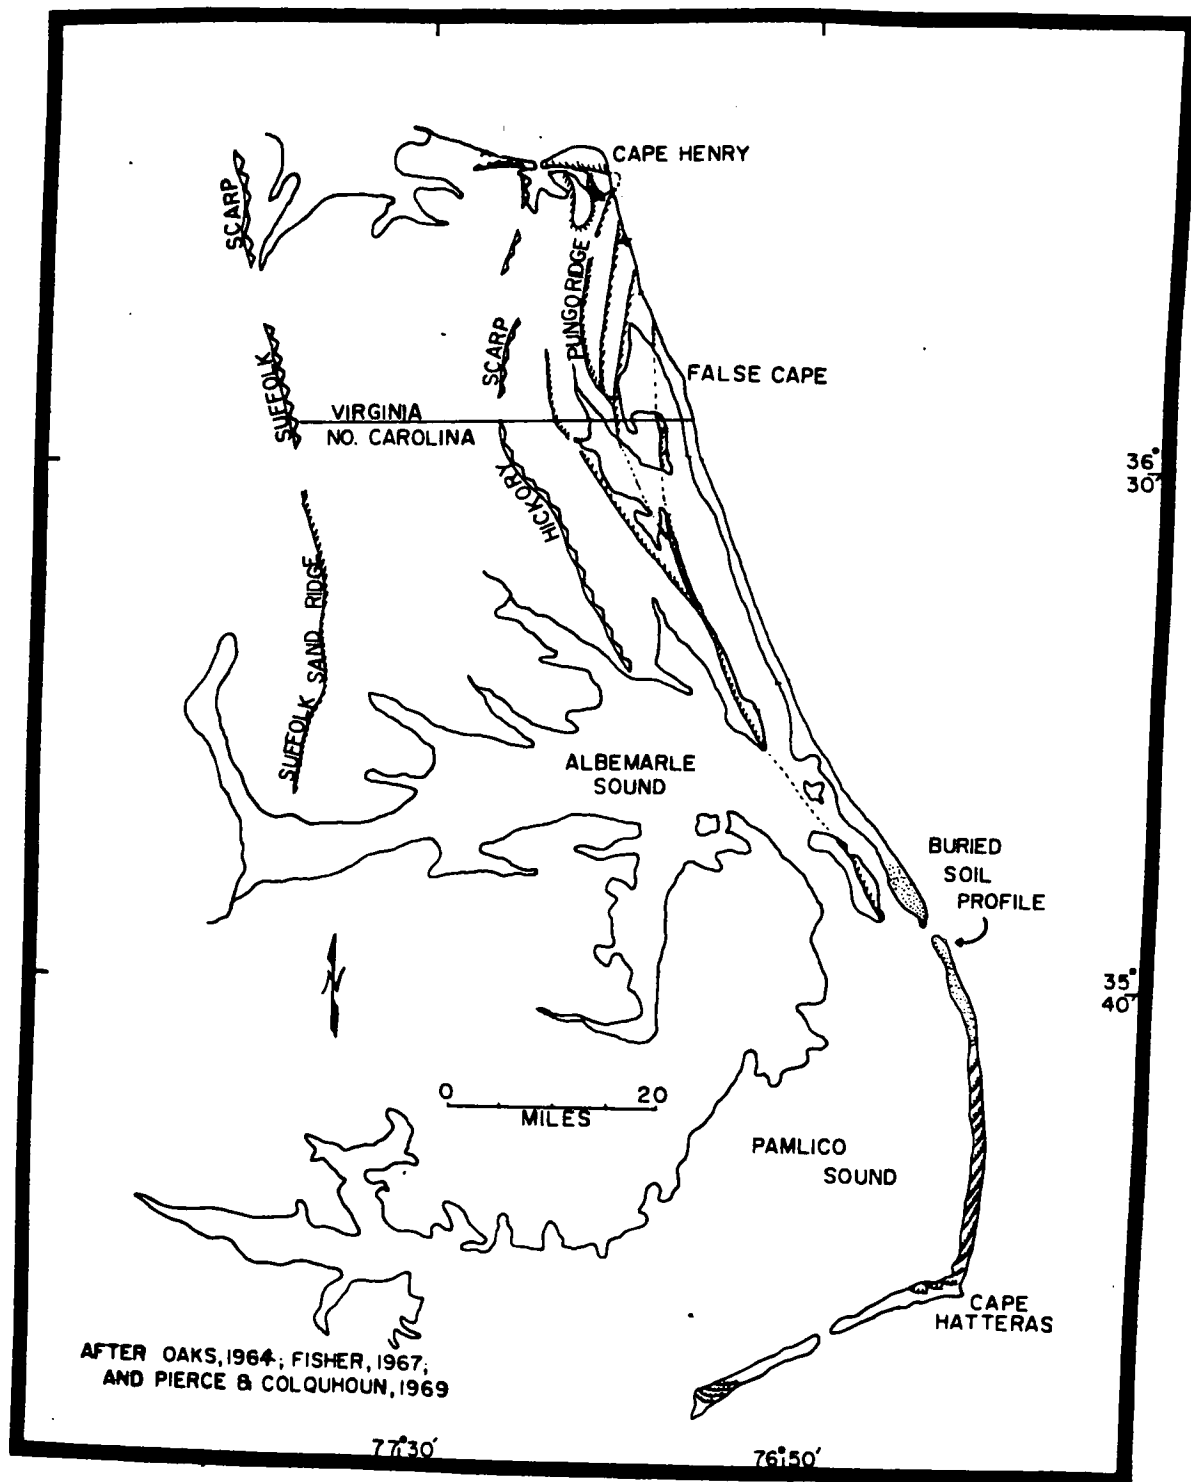 CAPE HENRY
SCARP
PUNGO RIDGE
SCARP
SUFFOLK
FALSE CAPE
VIRGINIA
NO. CAROLINA
36°
30'
HICKORY
SUFFOLK SAND RIDGE
ALBEMARLE
SOUND
BURIED
SOIL
PROFILE
35°
40'
N
0 20
MILES
PAMLICO
SOUND
CAPE
HATTERAS
AFTER OAKS, 1964; FISHER, 1967;
AND PIERCE & COLQUHOUN, 1969
77°30' 76°50'